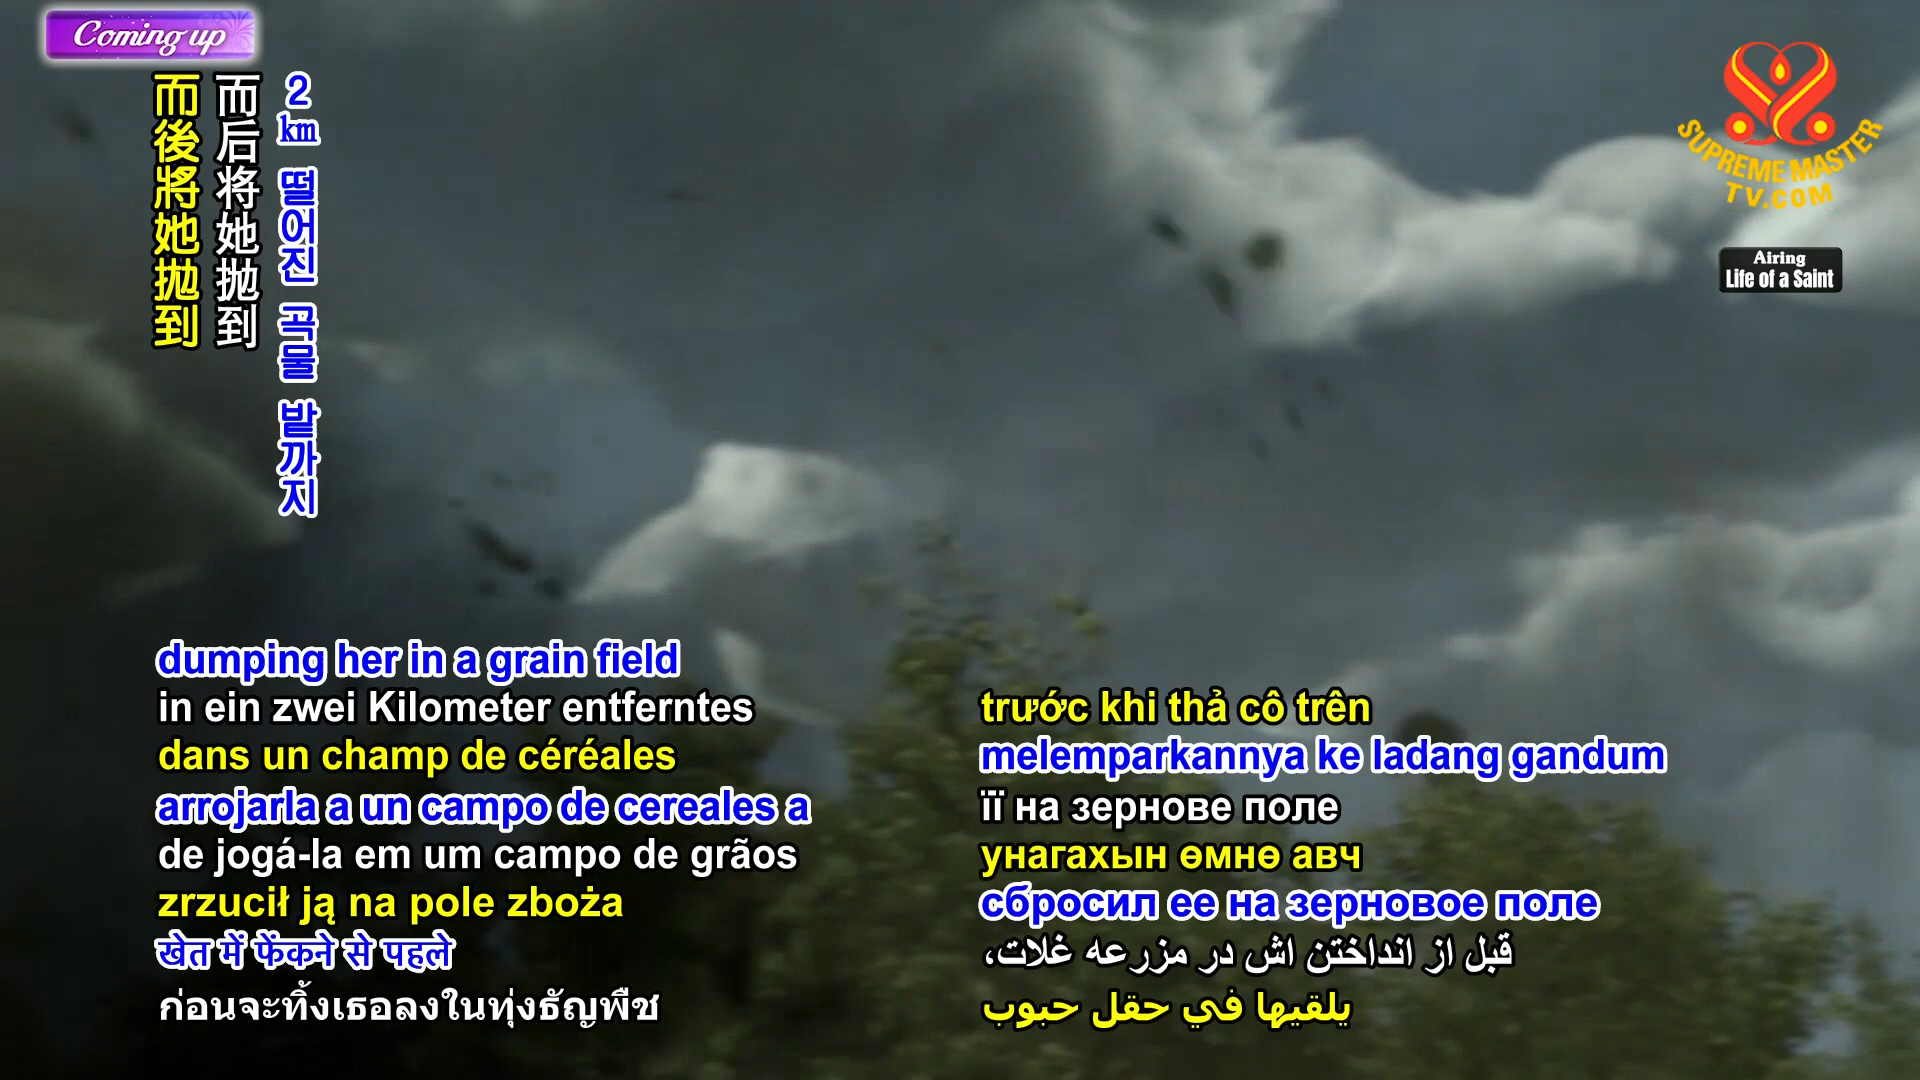 Coming up
而後將她拋到
而后将她抛到
2㎞ 떨어진 곡물 밭까지
SUPREME MASTER
TV.COM
Airing
Life of a Saint
dumping her in a grain field
in ein zwei Kilometer entferntes
dans un champ de céréales
arrojarla a un campo de cereales a
de jogá-la em um campo de grãos
zrzucił ją na pole zboża
खेत में फेंकने से पहले
ก่อนจะทิ้งเธอลงในทุ่งธัญพืช
trước khi thả cô trên
melemparkannya ke ladang gandum
її на зернове поле
унагахын өмнө авч
сбросил ее на зерновое поле
قبل از انداختن اش در مزرعه غلات،
يلقيها في حقل حبوب